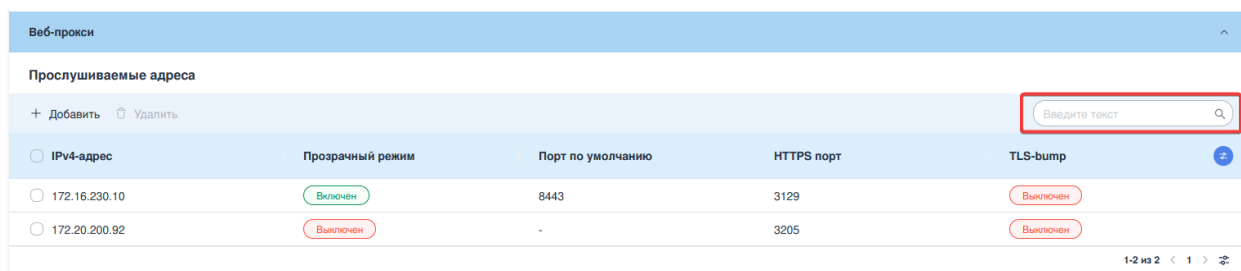 Веб-прокси
Прослушиваемые адреса
+ Добавить Удалить Введите текст
IPv4-адрес Прозрачный режим Порт по умолчанию HTTPS порт TLS-bump
172.16.230.10 Включен 8443 3129 Выключен
172.20.200.92 Выключен - 3205 Выключен
1-2 из 2 < 1 >